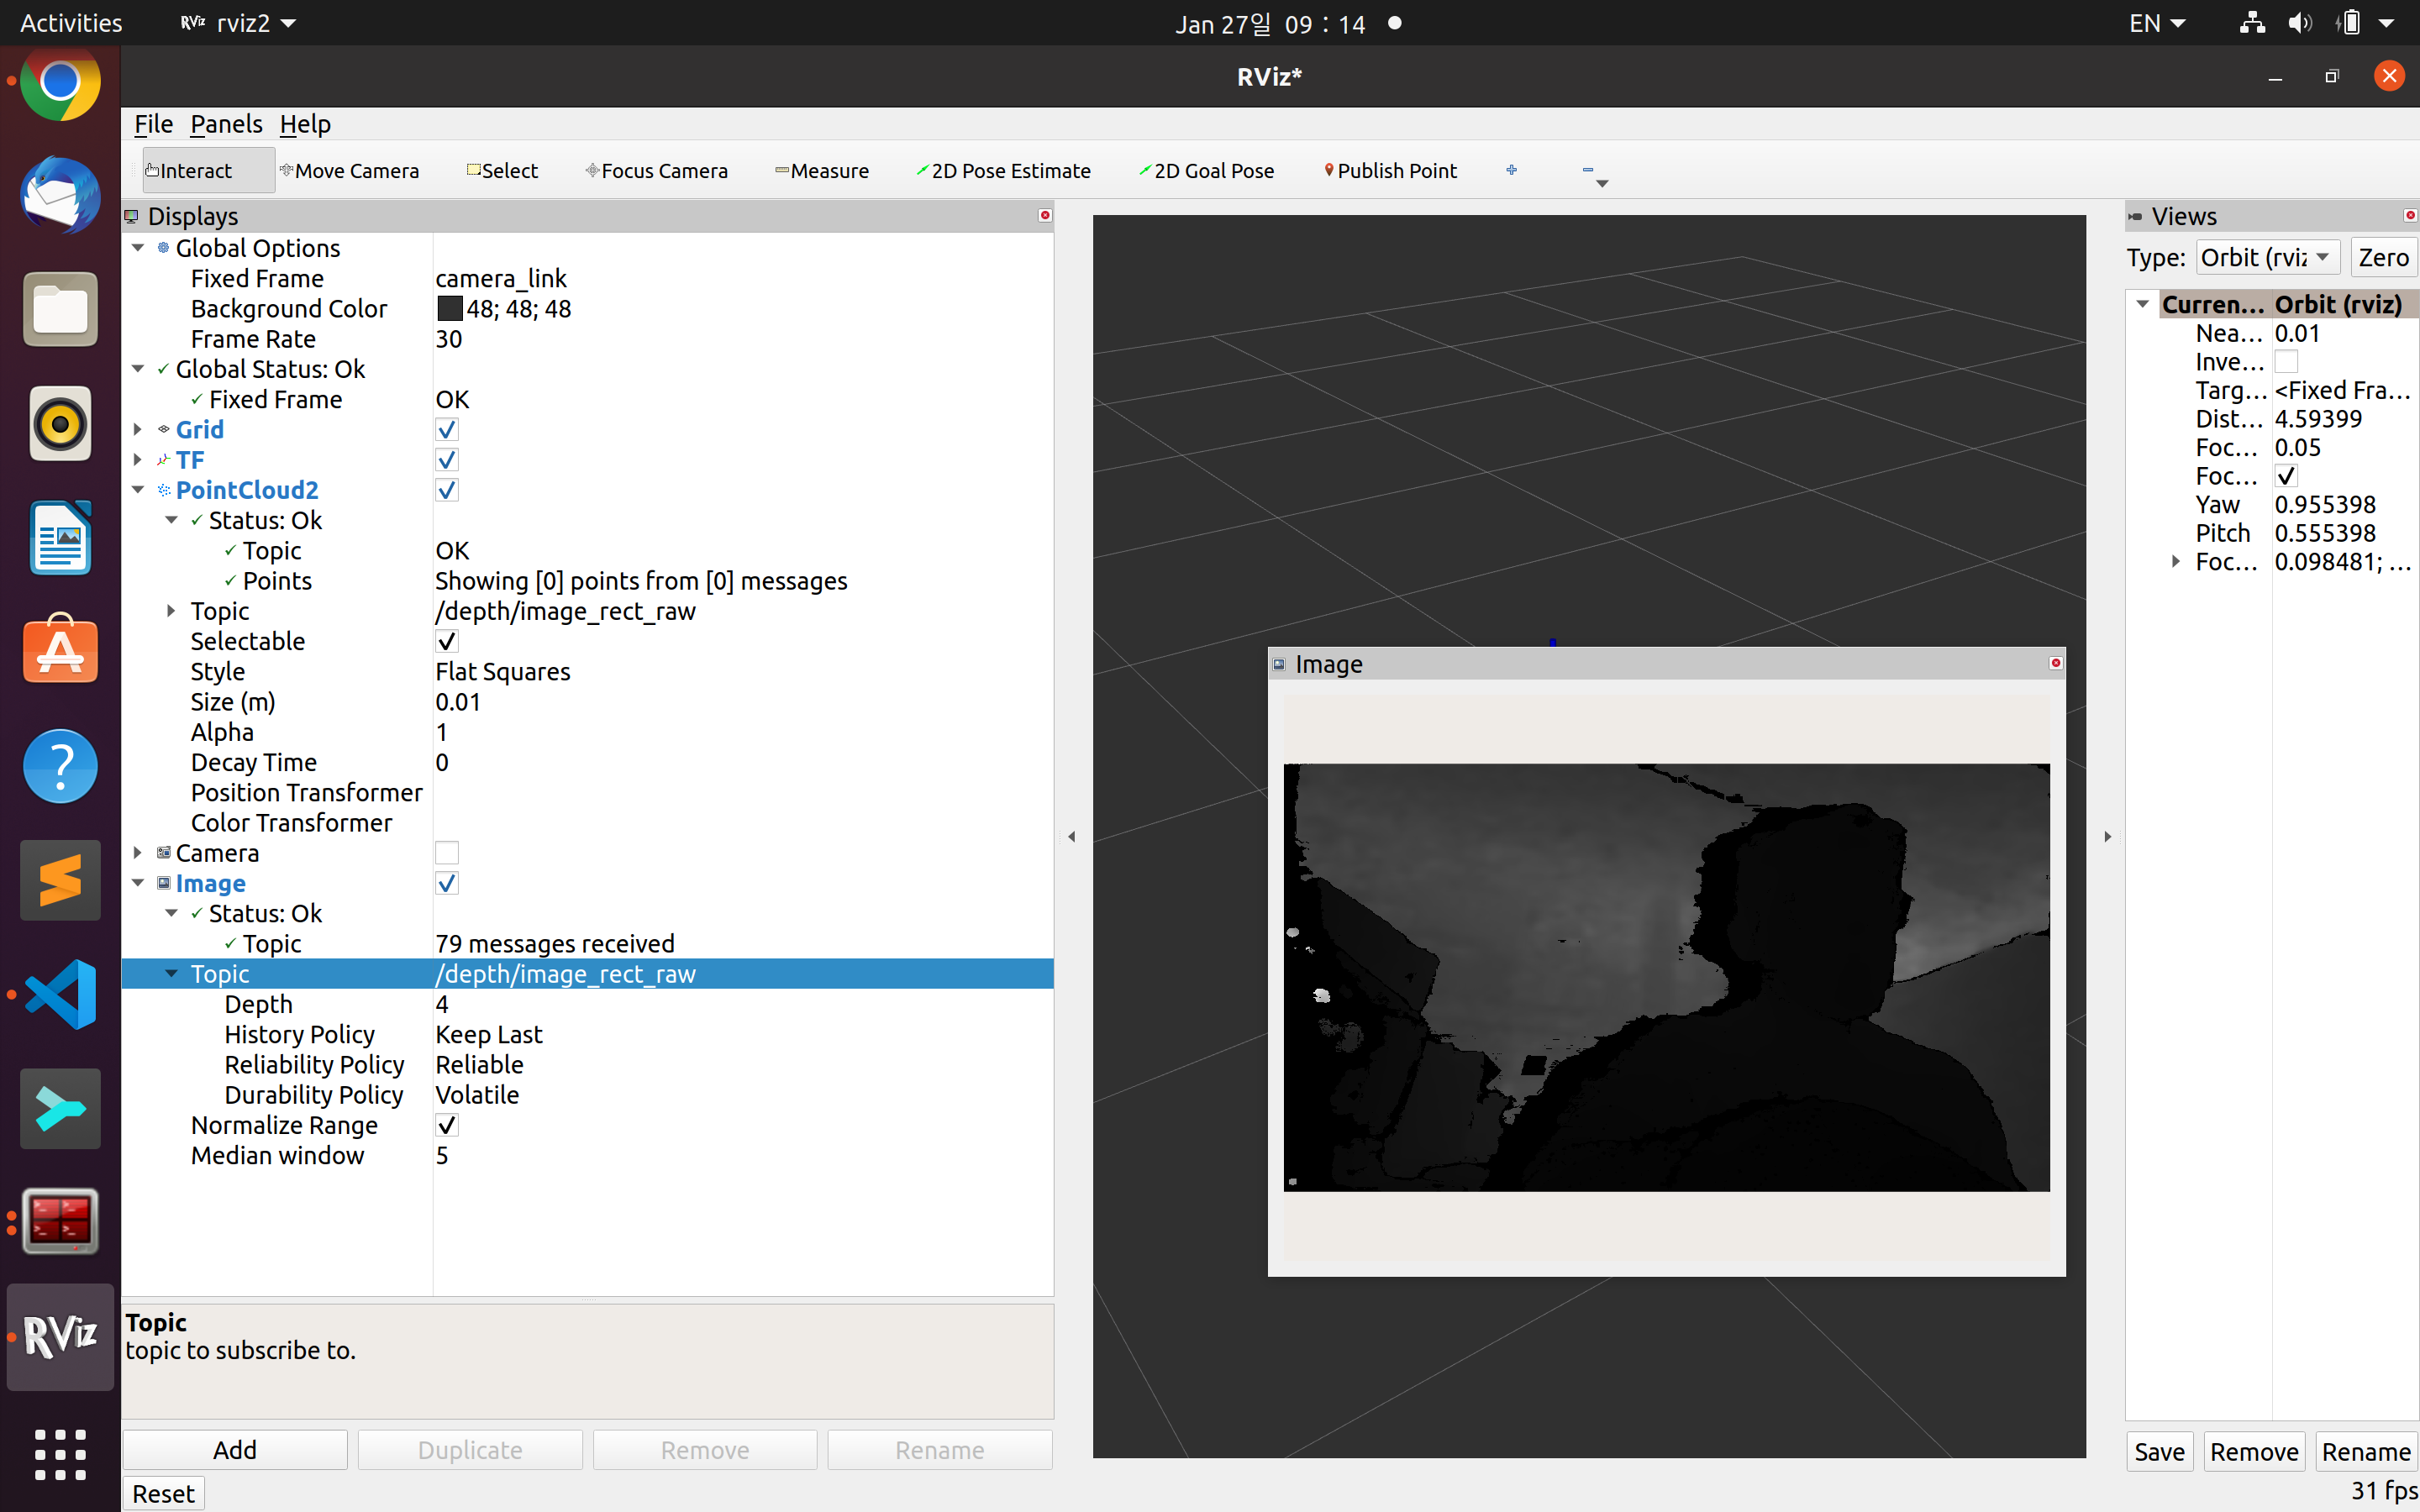 Activities
RViz rviz2
Jan 27일 09 : 14
EN
RViz*
File Panels Help
Interact
Move Camera
Select
Focus Camera
Measure
2D Pose Estimate
2D Goal Pose
Publish Point
Displays
Global Options
Fixed Frame camera_link
Background Color 48; 48; 48
Frame Rate 30
Global Status: Ok
Fixed Frame OK
Grid
TF
PointCloud2
Status: Ok
Topic OK
Points Showing [0] points from [0] messages
Topic /depth/image_rect_raw
Selectable
Style Flat Squares
Size (m) 0.01
Alpha 1
Decay Time 0
Position Transformer
Color Transformer
Camera
Image
Status: Ok
Topic 79 messages received
Topic /depth/image_rect_raw
Depth 4
History Policy Keep Last
Reliability Policy Reliable
Durability Policy Volatile
Normalize Range
Median window 5
Topic
topic to subscribe to.
Add Duplicate Remove Rename
Reset
RViz
Image
Views
Type: Orbit (rviz Zero
Curren... Orbit (rviz)
Nea... 0.01
Inve...
Targ... <Fixed Fra...
Dist... 4.59399
Foc... 0.05
Foc...
Yaw 0.955398
Pitch 0.555398
Foc... 0.098481; ...
Save Remove Rename
31 fps